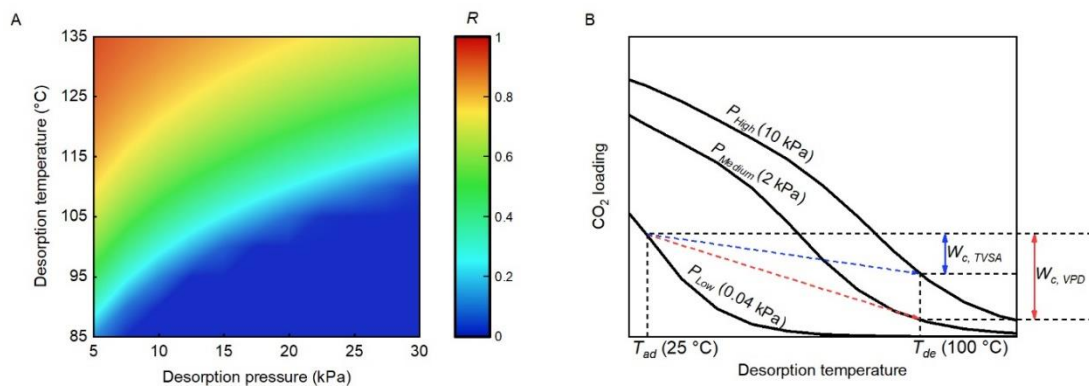 A
R
Desorption temperature (°C)
135
125
115
105
95
85
5
10
15
20
25
30
Desorption pressure (kPa)
1
0.8
0.6
0.4
0.2
0
B
CO2 loading
PHigh (10 kPa)
PMedium (2 kPa)
PLow (0.04 kPa)
Wc, TVSA
Wc, VPD
Tad (25 °C)
Tde (100 °C)
Desorption temperature